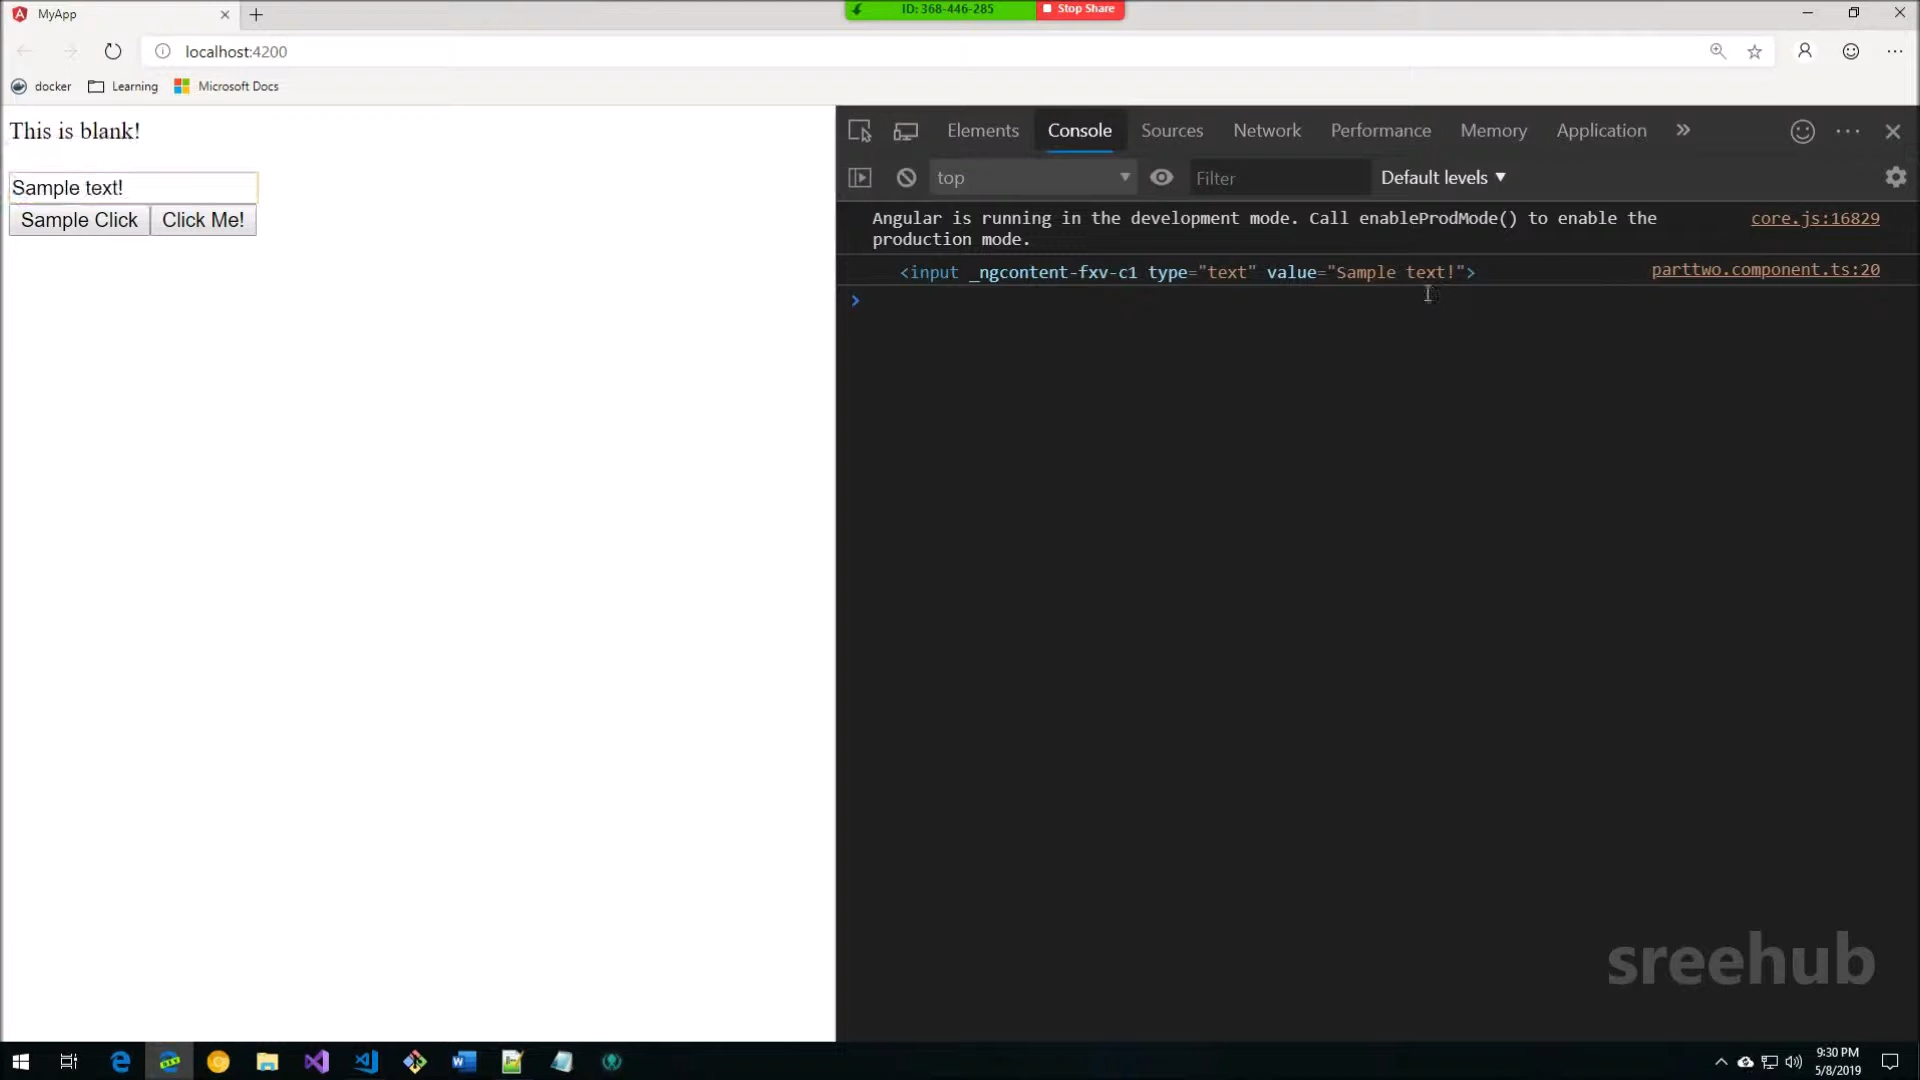 MyApp
ID: 368-446-285
Stop Share
localhost:4200
docker
Learning
Microsoft Docs
This is blank!
Sample text!
Sample Click
Click Me!
Elements
Console
Sources
Network
Performance
Memory
Application
top
Filter
Default levels
Angular is running in the development mode. Call enableProdMode() to enable the
production mode.
core.js:16829
<input _ngcontent-fxv-c1 type="text" value="Sample text!">
parttwo.component.ts:20
sreehub
9:30 PM
5/8/2019